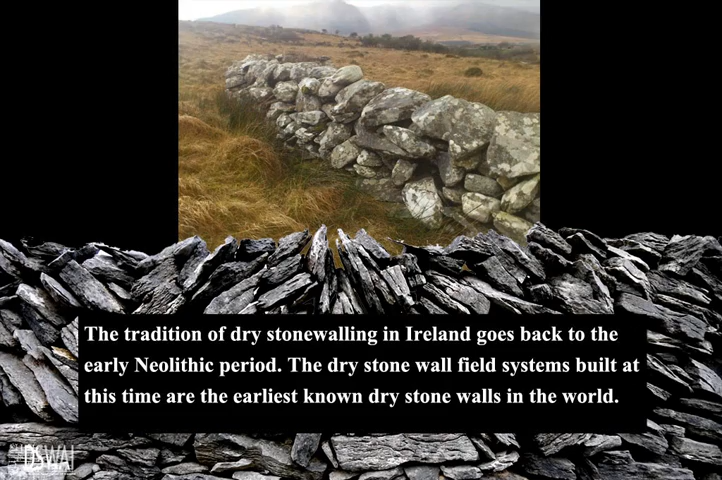 The tradition of dry stonewalling in Ireland goes back to the
early Neolithic period. The dry stone wall field systems built at
this time are the earliest known dry stone walls in the world.
DSWAI